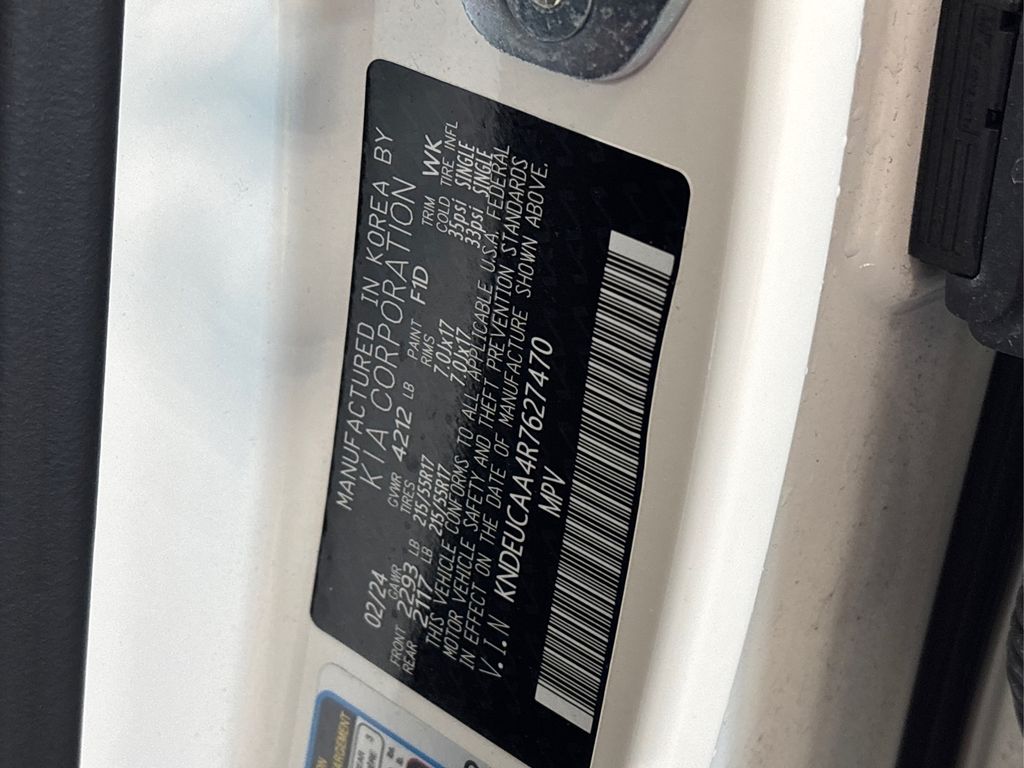 MANUFACTURED IN KOREA BY
KIA CORPORATION
02/24 GVWR 4212 LB PAINT F1D TRIM WK
GAWR TIRES RIMS COLD TIRE INFL
FRONT 2293 LB 215/55R17 7.0Jx17 35psi SINGLE
REAR 2117 LB 215/55R17 7.0Jx17 33psi SINGLE
THIS VEHICLE CONFORMS TO ALL APPLICABLE U.S.A. FEDERAL
MOTOR VEHICLE SAFETY AND THEFT PREVENTION STANDARDS
IN EFFECT ON THE DATE OF MANUFACTURE SHOWN ABOVE.
V.I.N KNDEUCAA4R7627470
MPV